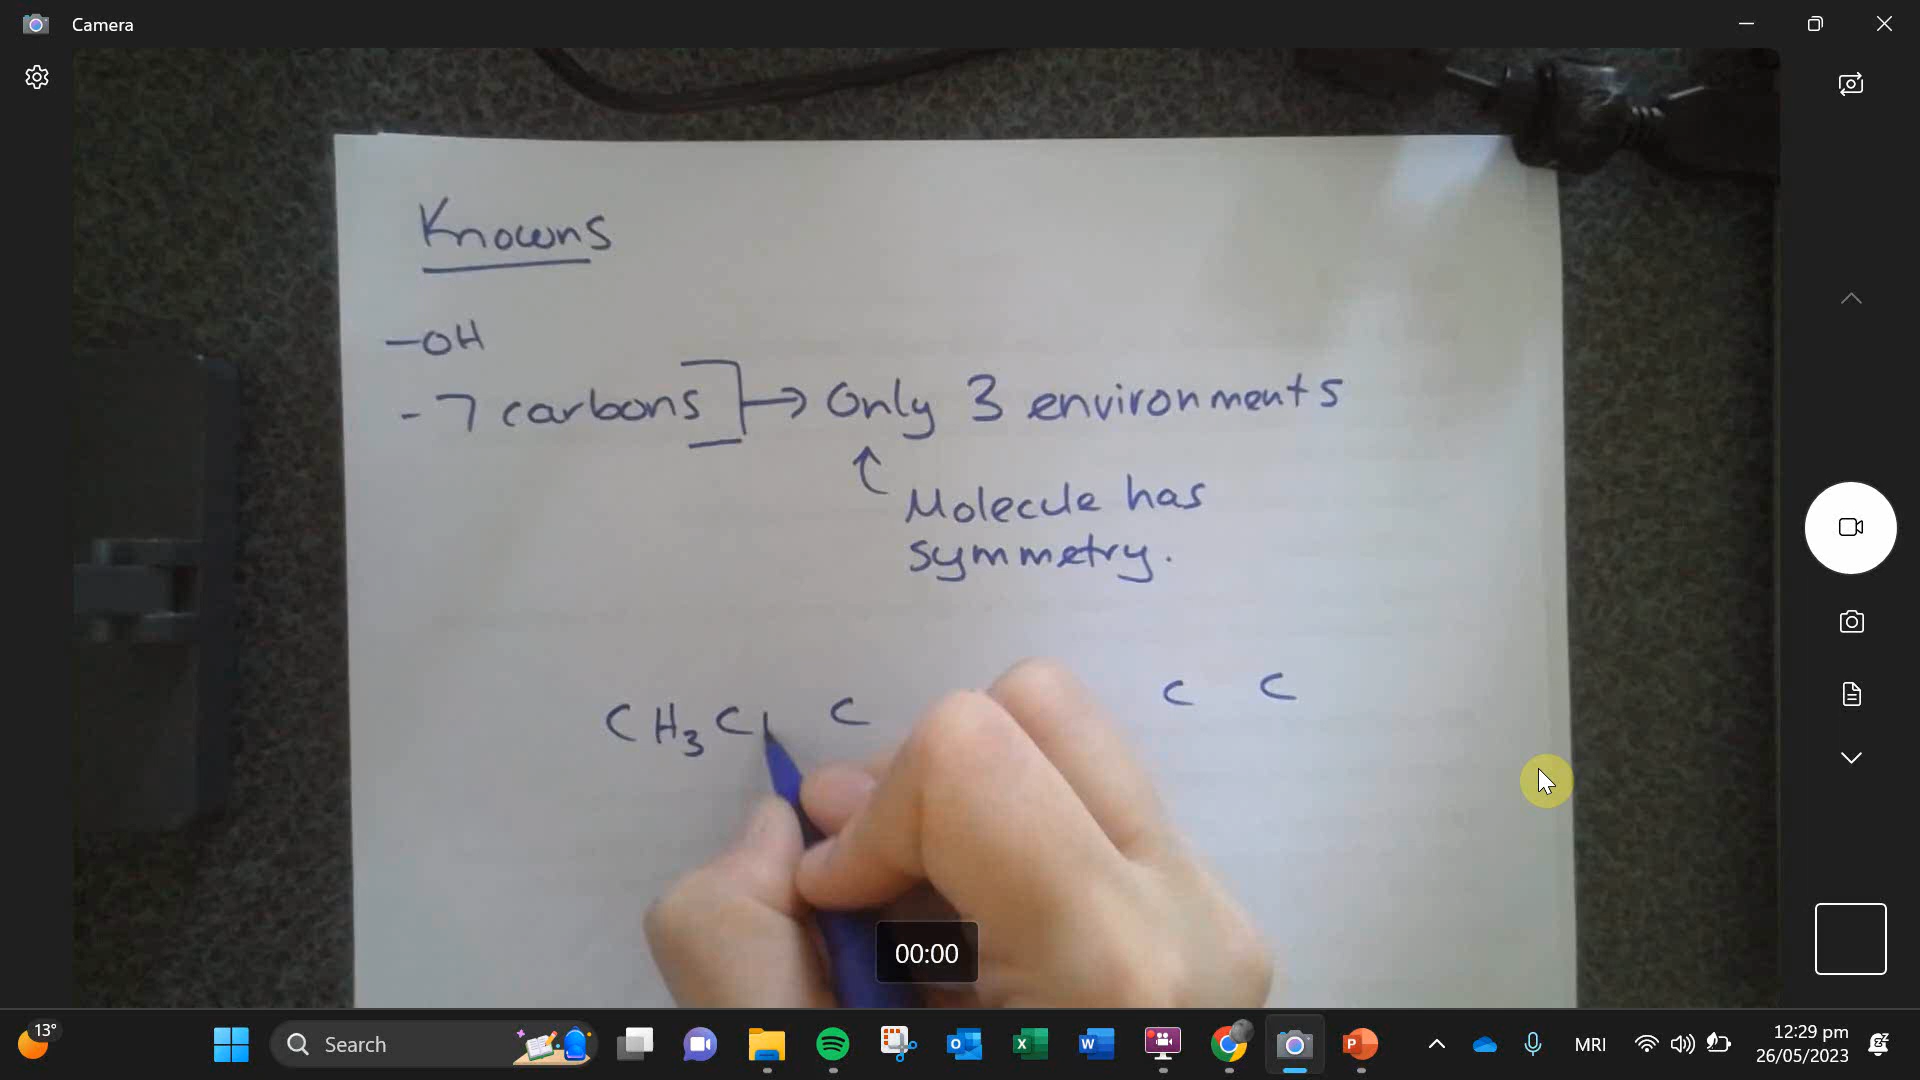 Camera
Knowns
-OH
- 7 carbons] → Only 3 environments
Molecule has
symmetry.
CH3 C C C C
00:00
13°
Search
MRI
12:29 pm
26/05/2023